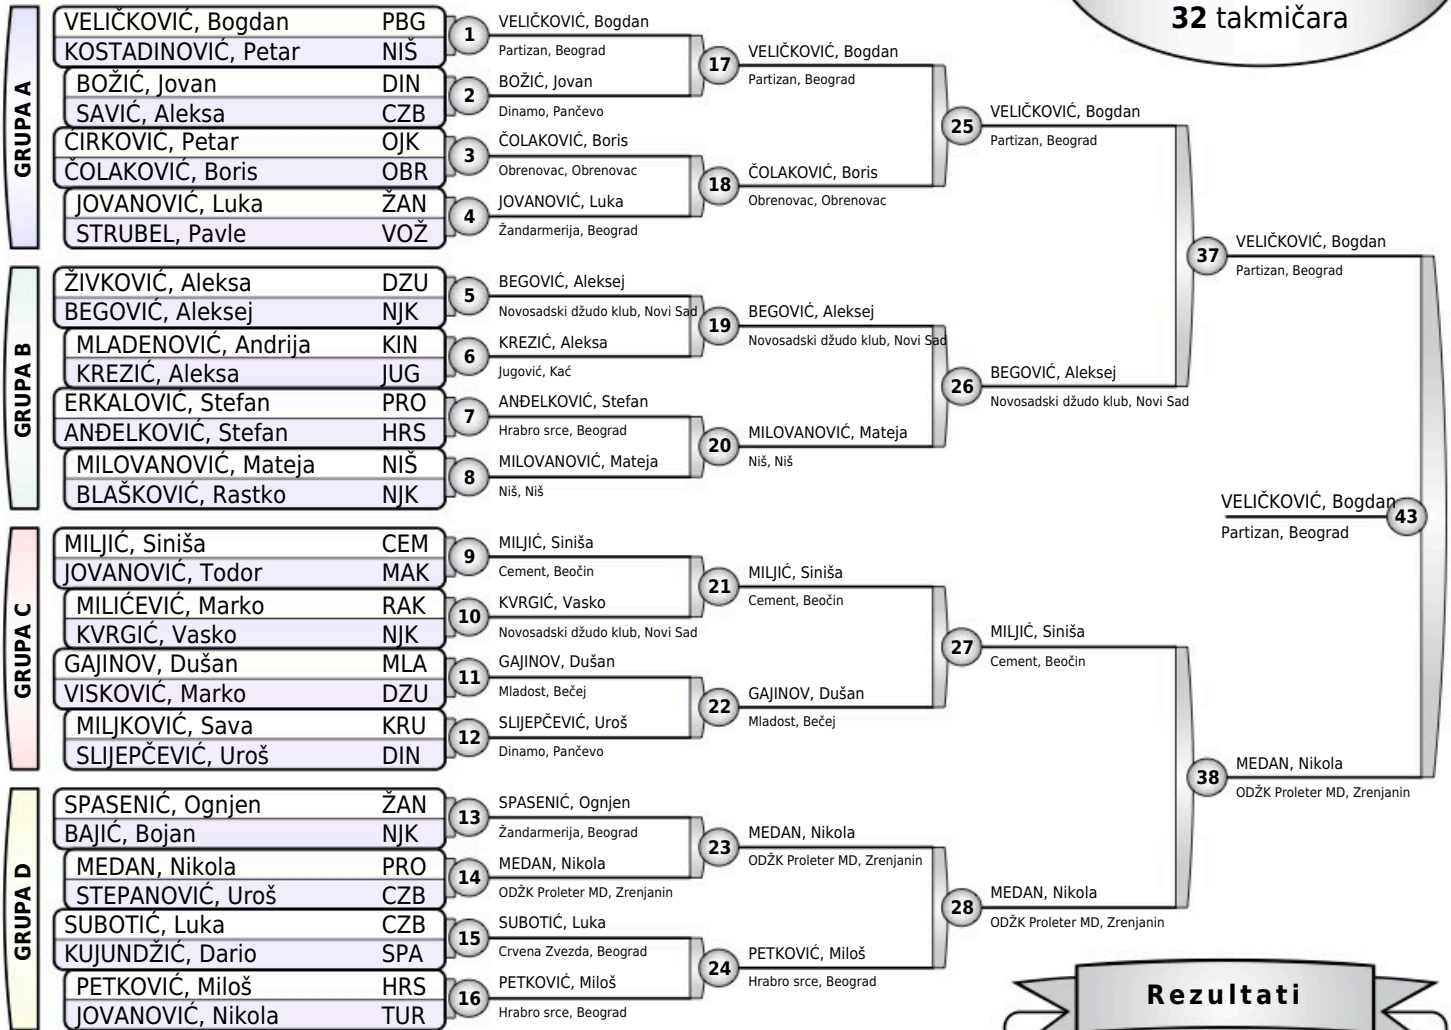 32 takmičara
GRUPA A
VELIČKOVIĆ, Bogdan PBG
KOSTADINOVIĆ, Petar NIŠ
BOŽIĆ, Jovan DIN
SAVIĆ, Aleksa CZB
ĆIRKOVIĆ, Petar OJK
ČOLAKOVIĆ, Boris OBR
JOVANOVIĆ, Luka ŽAN
STRUBEL, Pavle VOŽ
GRUPA B
ŽIVKOVIĆ, Aleksa DZU
BEGOVIĆ, Aleksej NJK
MLADENOVIĆ, Andrija KIN
KREZIĆ, Aleksa JUG
ERKALOVIĆ, Stefan PRO
ANĐELKOVIĆ, Stefan HRS
MILOVANOVIĆ, Mateja NIŠ
BLAŠKOVIĆ, Rastko NJK
GRUPA C
MILJIĆ, Siniša CEM
JOVANOVIĆ, Todor MAK
MILIĆEVIĆ, Marko RAK
KVRGIĆ, Vasko NJK
GAJINOV, Dušan MLA
VISKOVIĆ, Marko DZU
MILJKOVIĆ, Sava KRU
SLIJEPČEVIĆ, Uroš DIN
GRUPA D
SPASENIĆ, Ognjen ŽAN
BAJIĆ, Bojan NJK
MEDAN, Nikola PRO
STEPANOVIĆ, Uroš CZB
SUBOTIĆ, Luka CZB
KUJUNDŽIĆ, Dario SPA
PETKOVIĆ, Miloš HRS
JOVANOVIĆ, Nikola TUR
1 VELIČKOVIĆ, Bogdan
Partizan, Beograd
2 BOŽIĆ, Jovan
Dinamo, Pančevo
3 ČOLAKOVIĆ, Boris
Obrenovac, Obrenovac
4 JOVANOVIĆ, Luka
Žandarmerija, Beograd
5 BEGOVIĆ, Aleksej
Novosadski džudo klub, Novi Sad
6 KREZIĆ, Aleksa
Jugović, Kać
7 ANĐELKOVIĆ, Stefan
Hrabro srce, Beograd
8 MILOVANOVIĆ, Mateja
Niš, Niš
9 MILJIĆ, Siniša
Cement, Beočin
10 KVRGIĆ, Vasko
Novosadski džudo klub, Novi Sad
11 GAJINOV, Dušan
Mladost, Bečej
12 SLIJEPČEVIĆ, Uroš
Dinamo, Pančevo
13 SPASENIĆ, Ognjen
Žandarmerija, Beograd
14 MEDAN, Nikola
ODŽK Proleter MD, Zrenjanin
15 SUBOTIĆ, Luka
Crvena Zvezda, Beograd
16 PETKOVIĆ, Miloš
Hrabro srce, Beograd
17 VELIČKOVIĆ, Bogdan
Partizan, Beograd
18 ČOLAKOVIĆ, Boris
Obrenovac, Obrenovac
19 BEGOVIĆ, Aleksej
Novosadski džudo klub, Novi Sad
20 MILOVANOVIĆ, Mateja
Niš, Niš
21 MILJIĆ, Siniša
Cement, Beočin
22 GAJINOV, Dušan
Mladost, Bečej
23 MEDAN, Nikola
ODŽK Proleter MD, Zrenjanin
24 PETKOVIĆ, Miloš
Hrabro srce, Beograd
25 VELIČKOVIĆ, Bogdan
Partizan, Beograd
26 BEGOVIĆ, Aleksej
Novosadski džudo klub, Novi Sad
27 MILJIĆ, Siniša
Cement, Beočin
28 MEDAN, Nikola
ODŽK Proleter MD, Zrenjanin
37 VELIČKOVIĆ, Bogdan
Partizan, Beograd
38 MEDAN, Nikola
ODŽK Proleter MD, Zrenjanin
VELIČKOVIĆ, Bogdan 43
Partizan, Beograd
Rezultati